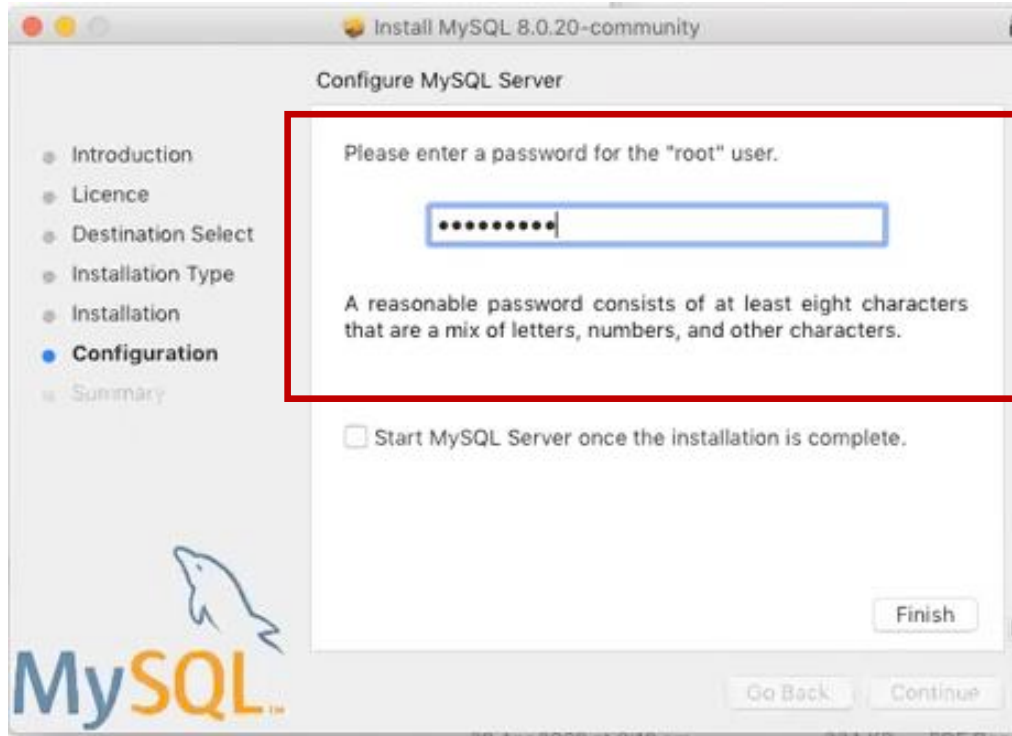 Install MySQL 8.0.20-community
Configure MySQL Server
Introduction
Licence
Destination Select
Installation Type
Installation
Configuration
Summary
Please enter a password for the "root" user.
•••••••••
A reasonable password consists of at least eight characters
that are a mix of letters, numbers, and other characters.
Start MySQL Server once the installation is complete.
Finish
MySQL™
Go Back
Continue